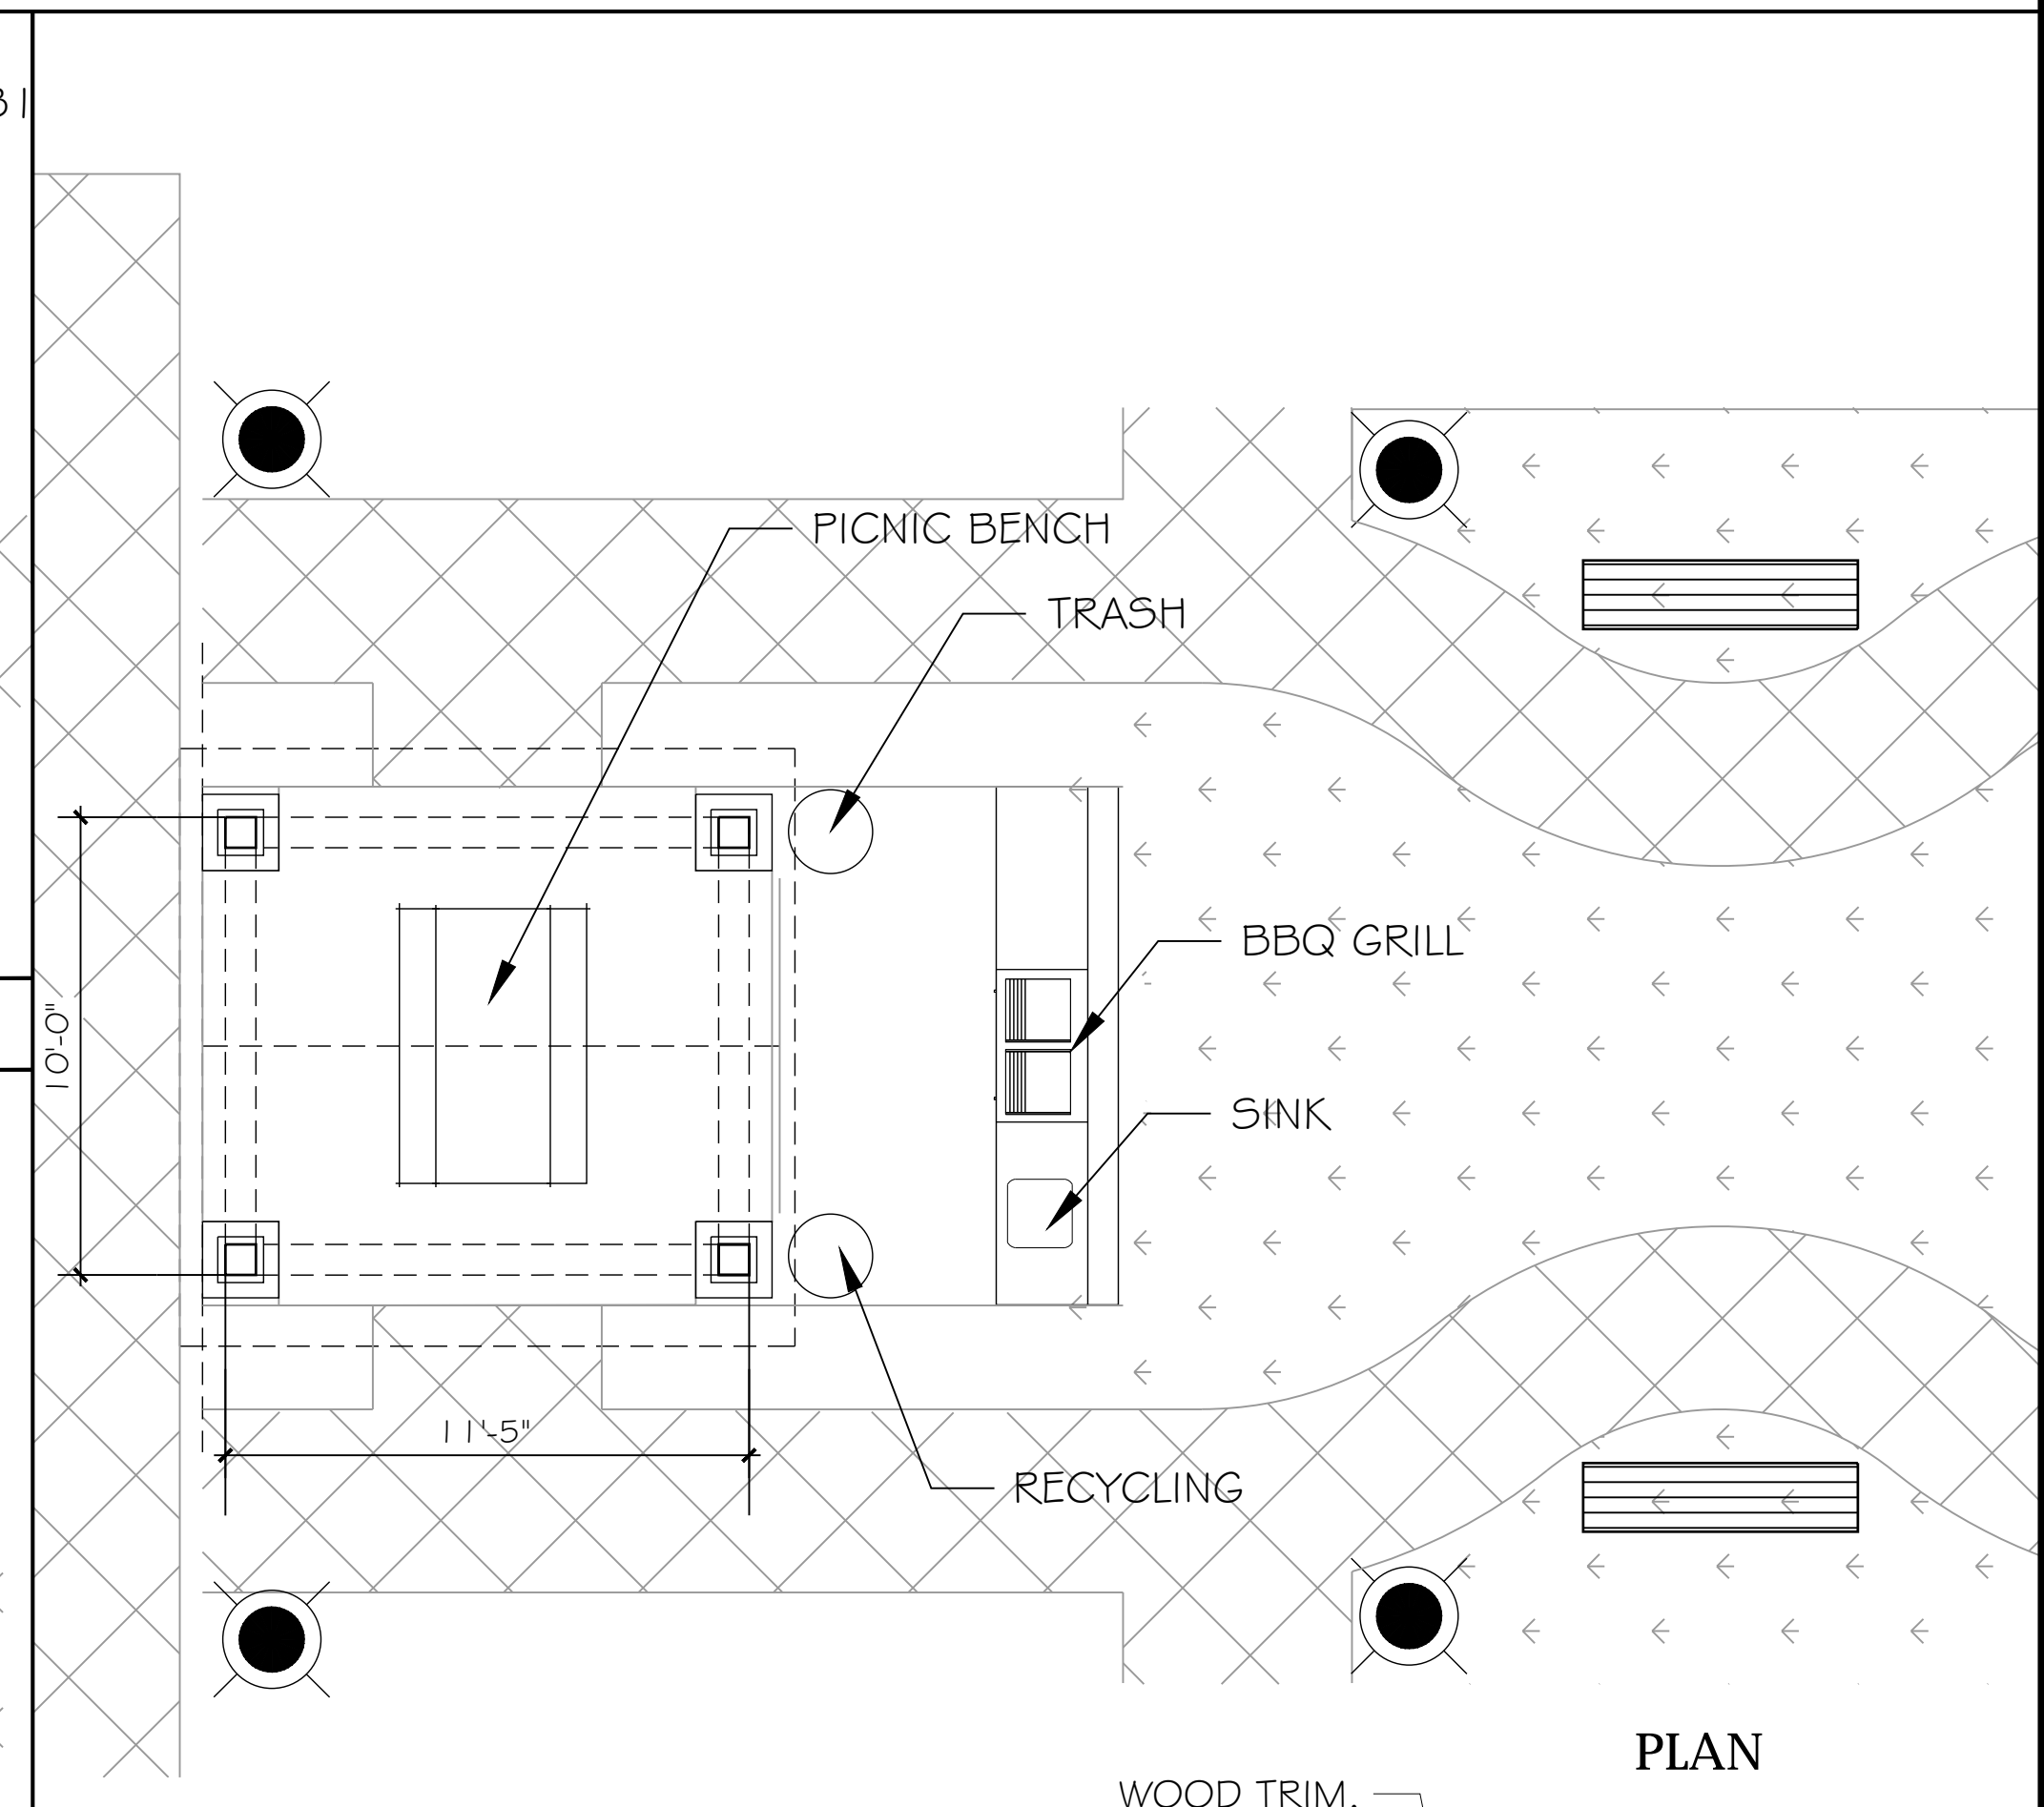 PICNIC BENCH
TRASH
BBQ GRILL
10'-0"
SINK
11'-5"
RECYCLING
PLAN
WOOD TRIM.